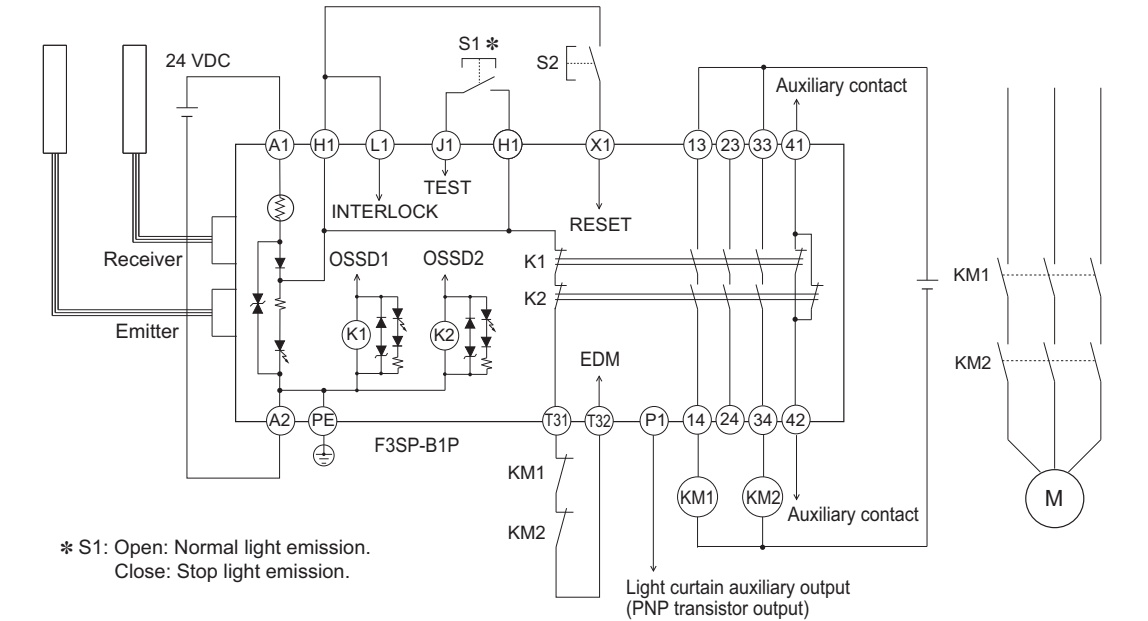 S1 ✻
S2
24 VDC
Auxiliary contact
A1 H1 L1 J1 H1 X1 13 23 33 41
TEST
INTERLOCK
RESET
Receiver
OSSD1 OSSD2
K1
K2
KM1
Emitter
K1 K2
EDM
KM2
A2 PE T31 T32 P1 14 24 34 42
F3SP-B1P
KM1
KM1 KM2
M
Auxiliary contact
KM2
✻ S1: Open: Normal light emission.
Close: Stop light emission.
Light curtain auxiliary output
(PNP transistor output)